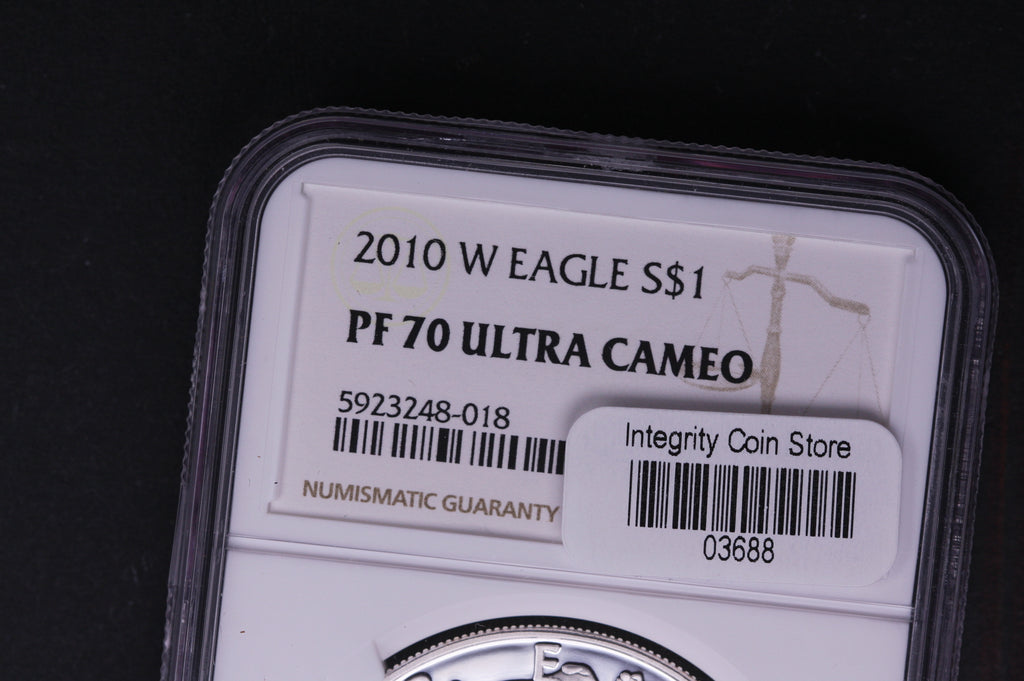 2010 W EAGLE S$1
PF 70 ULTRA CAMEO
5923248-018
NUMISMATIC GUARANTY
Integrity Coin Store
03688
E